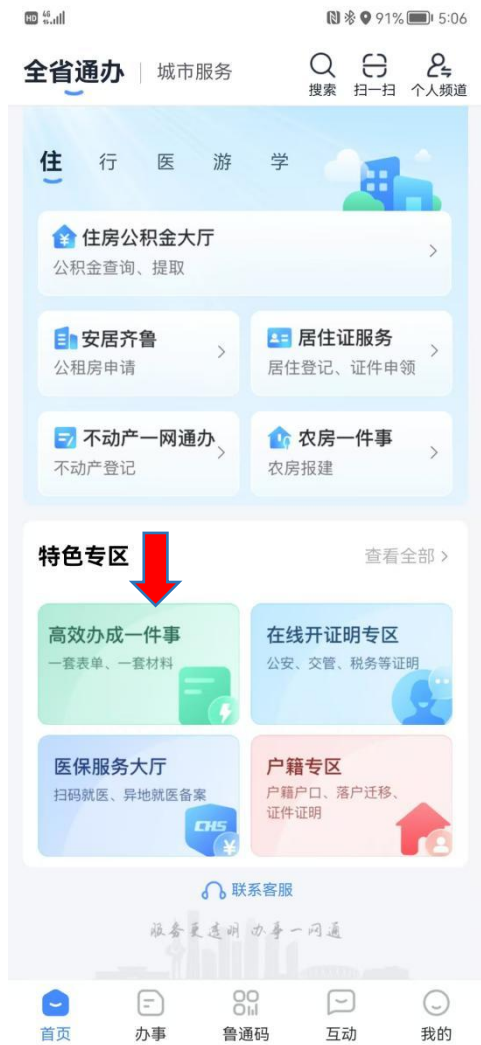 HD 46 91% 5:06
全省通办 城市服务 搜索 扫一扫 个人频道
住 行 医 游 学
住房公积金大厅
公积金查询、提取
安居齐鲁
公租房申请
居住证服务
居住登记、证件申领
不动产一网通办
不动产登记
农房一件事
农房报建
特色专区 查看全部
高效办成一件事
一套表单、一套材料
在线开证明专区
公安、交管、税务等证明
医保服务大厅
扫码就医、异地就医备案
CHS
户籍专区
户籍户口、落户迁移、
证件证明
联系客服
服务更透明 办事一网通
首页 办事 鲁通码 互动 我的